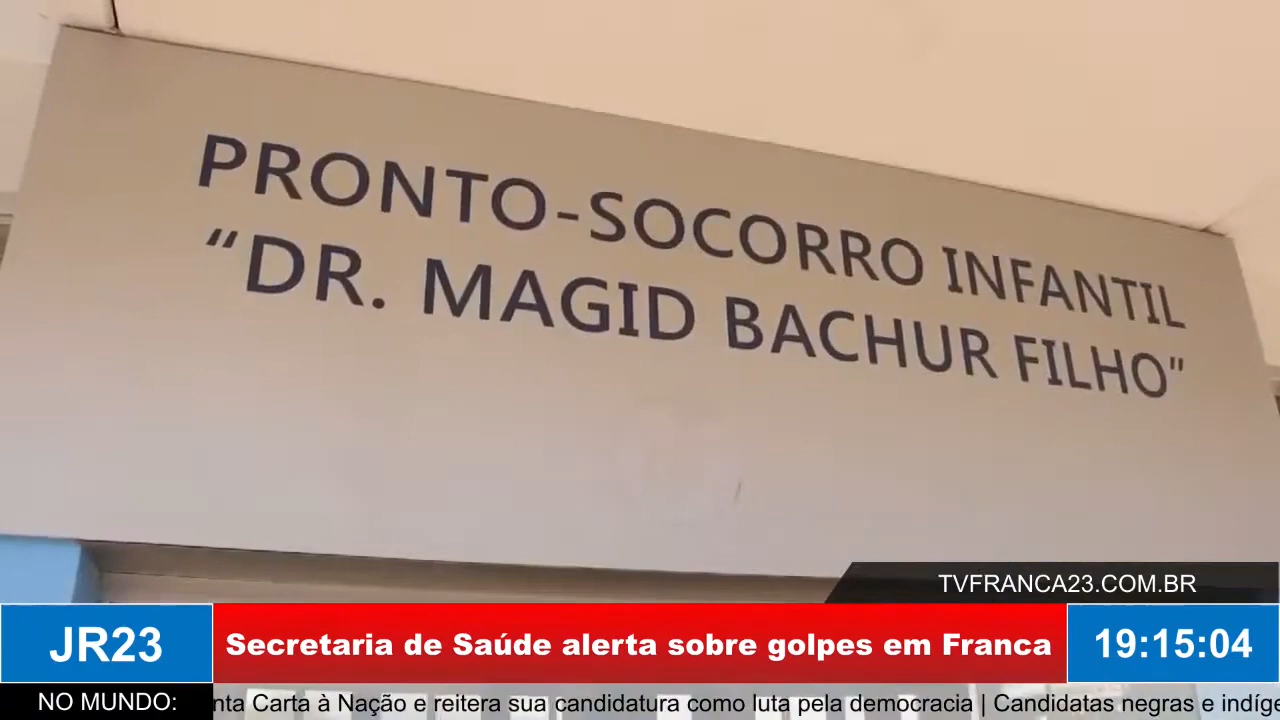 PRONTO-SOCORRO INFANTIL
“DR. MAGID BACHUR FILHO”
TVFRANCA23.COM.BR
JR23
Secretaria de Saúde alerta sobre golpes em Franca
19:15:04
NO MUNDO:
Carta à Nação e reitera sua candidatura como luta pela democracia | Candidatas negras e